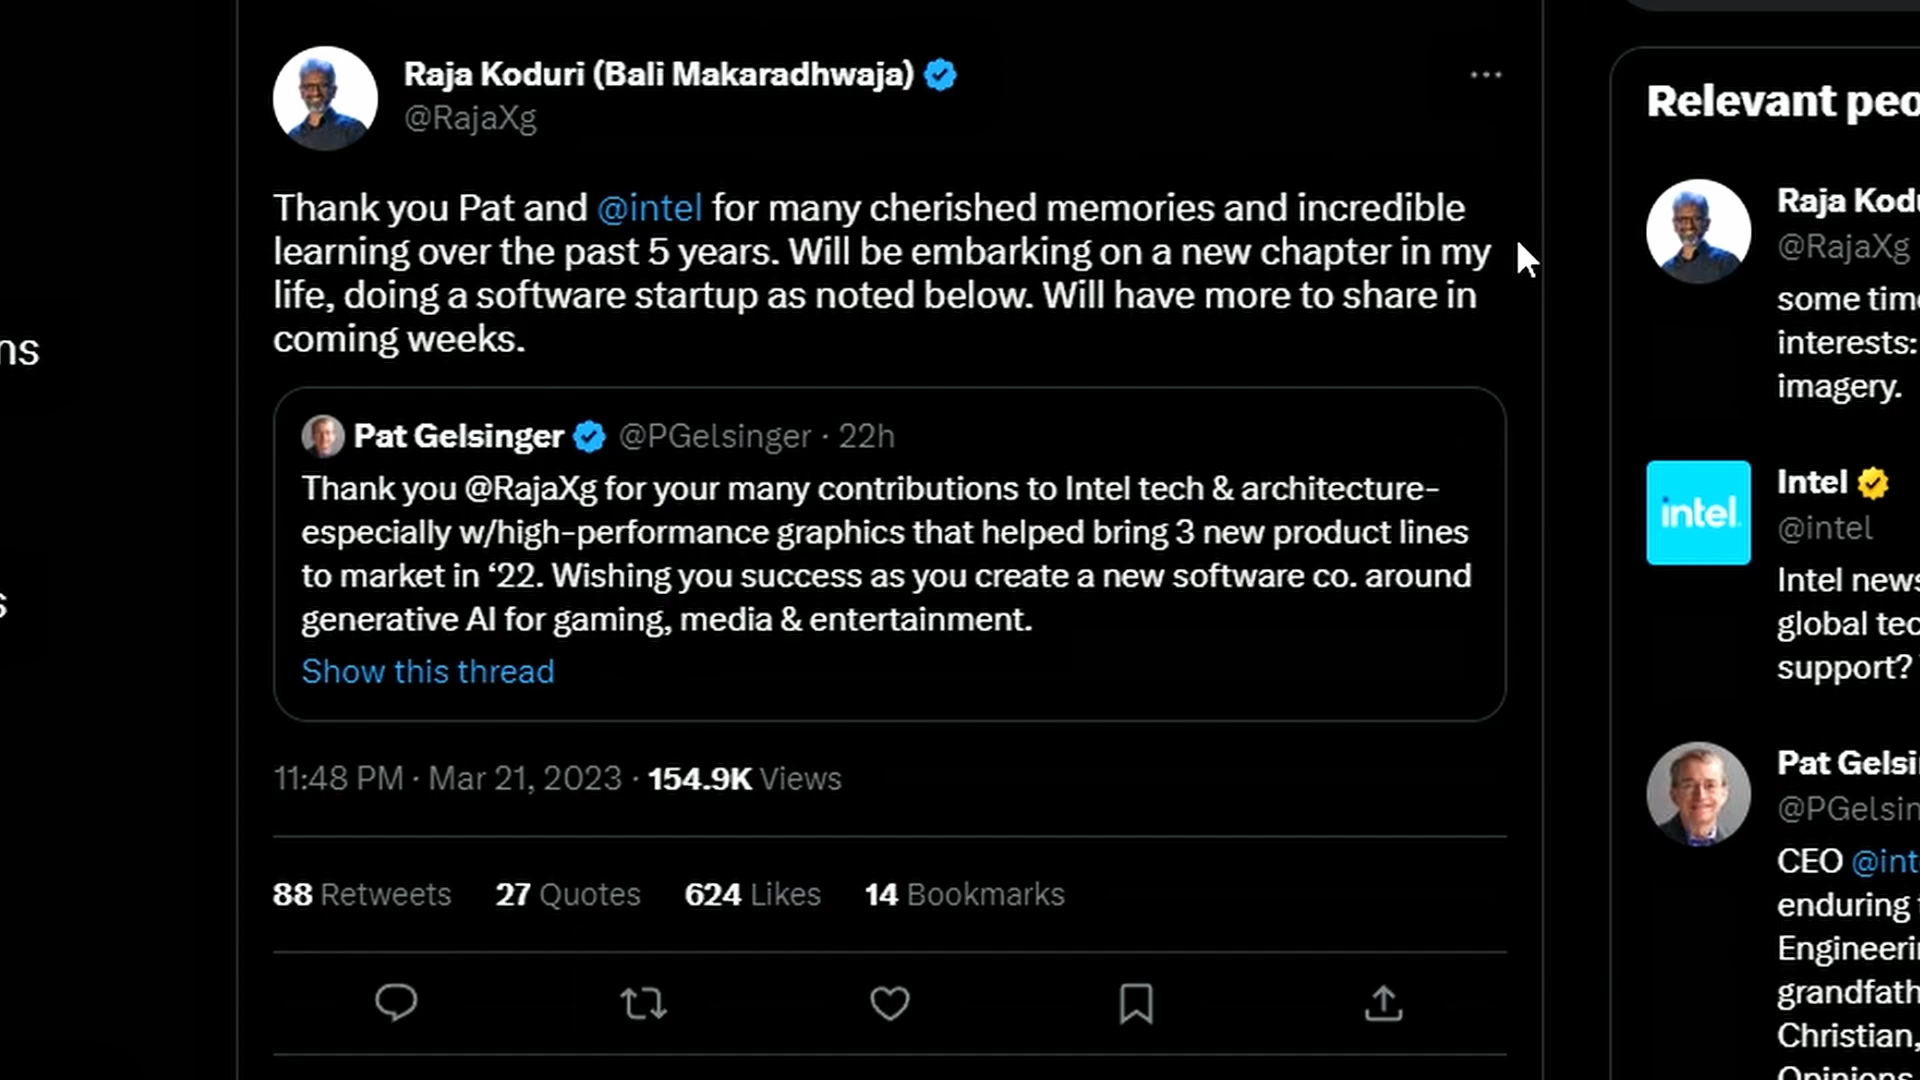 Raja Koduri (Bali Makaradhwaja)
@RajaXg
Thank you Pat and @intel for many cherished memories and incredible
learning over the past 5 years. Will be embarking on a new chapter in my
life, doing a software startup as noted below. Will have more to share in
coming weeks.
Pat Gelsinger @PGelsinger · 22h
Thank you @RajaXg for your many contributions to Intel tech & architecture-
especially w/high-performance graphics that helped bring 3 new product lines
to market in ‘22. Wishing you success as you create a new software co. around
generative AI for gaming, media & entertainment.
Show this thread
11:48 PM · Mar 21, 2023 · 154.9K Views
88 Retweets 27 Quotes 624 Likes 14 Bookmarks
Relevant peo
Raja Kodu
@RajaXg
some time
interests:
imagery.
intel.
Intel
@intel
Intel news
global tec
support?
Pat Gelsi
@PGelsin
CEO @int
enduring
Engineeri
grandfath
Christian,
Opinions
ns
s